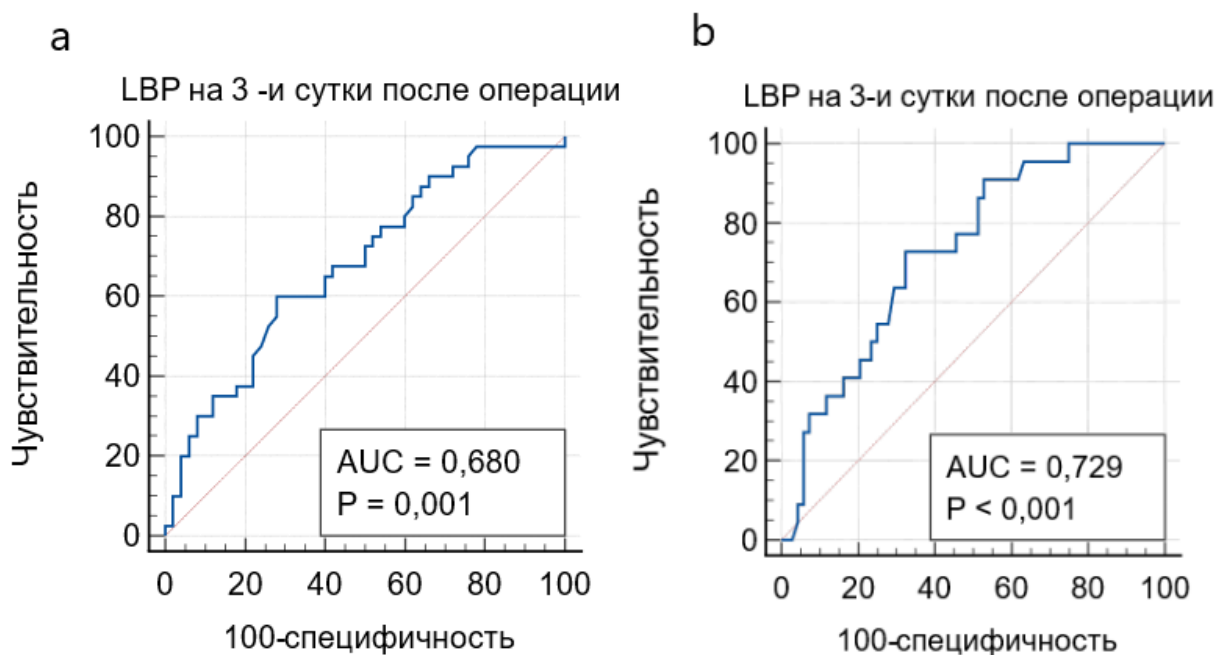 a
LBP на 3 -и сутки после операции
Чувствительность
100
80
60
40
20
0
AUC = 0,680
P = 0,001
0 20 40 60 80 100
100-специфичность
b
LBP на 3-и сутки после операции
Чувствительность
100
80
60
40
20
0
AUC = 0,729
P < 0,001
0 20 40 60 80 100
100-специфичность